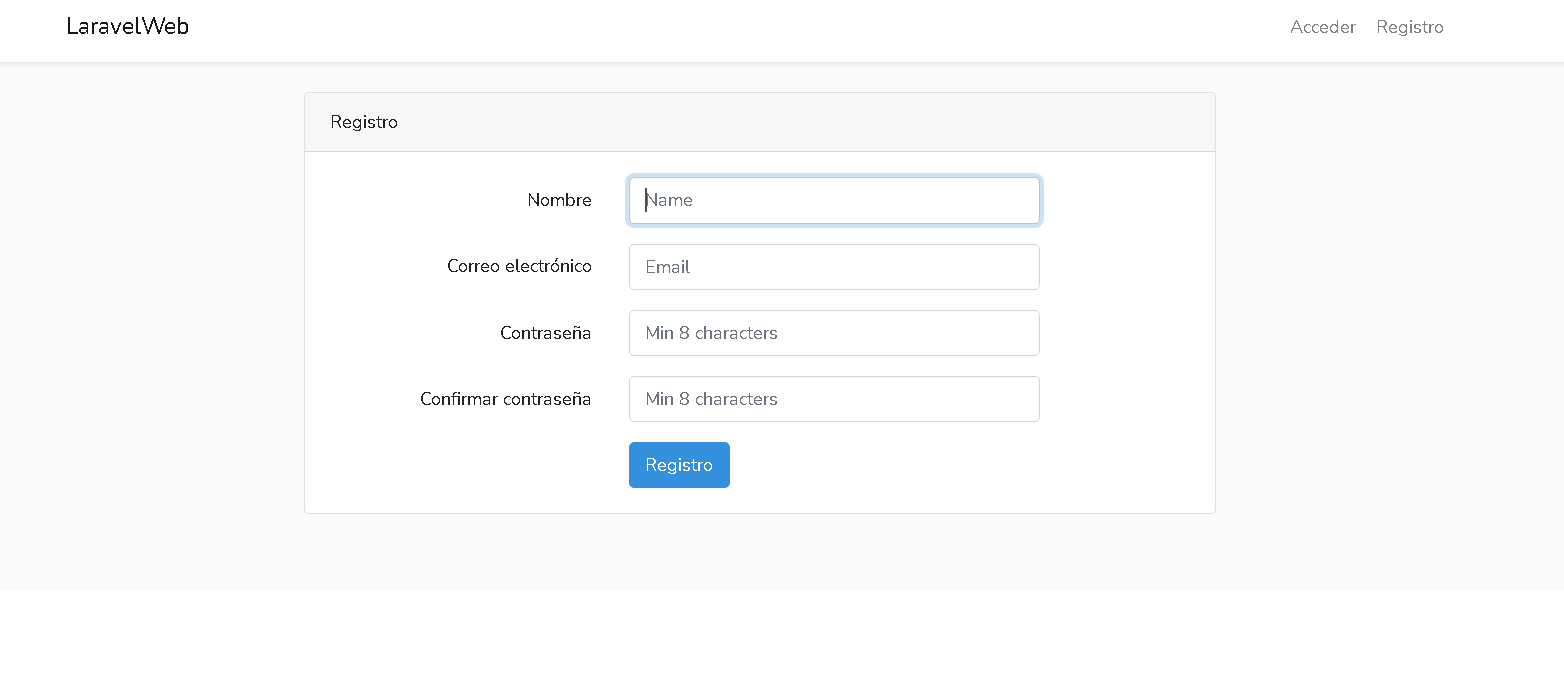 LaravelWeb Acceder Registro
Registro
Nombre Name
Correo electrónico Email
Contraseña Min 8 characters
Confirmar contraseña Min 8 characters
Registro